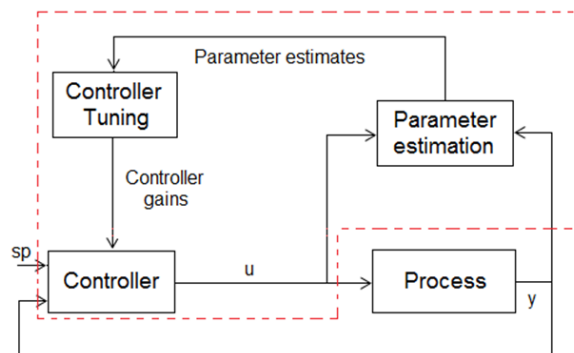 Parameter estimates
Controller
Tuning
Parameter
estimation
Controller
gains
sp
Controller
u
Process
y